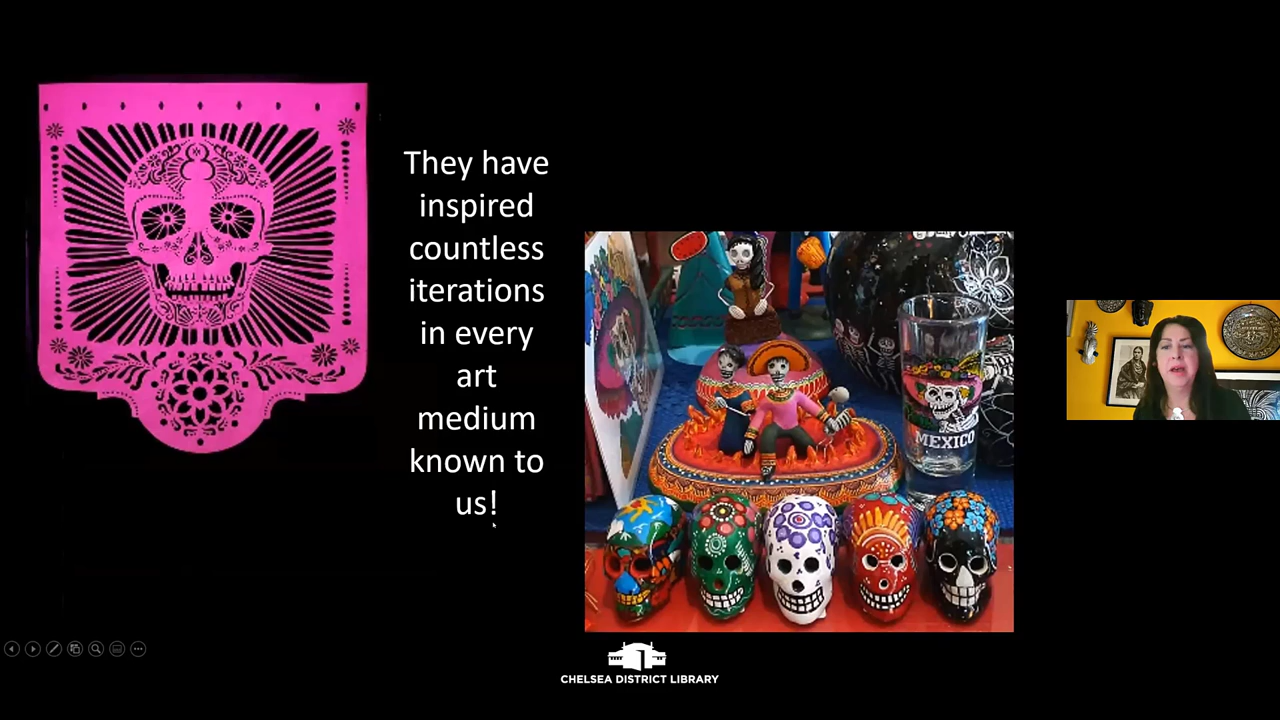 They have
inspired
countless
iterations
in every
art
medium
known to
us!
MEXICO
CHELSEA DISTRICT LIBRARY